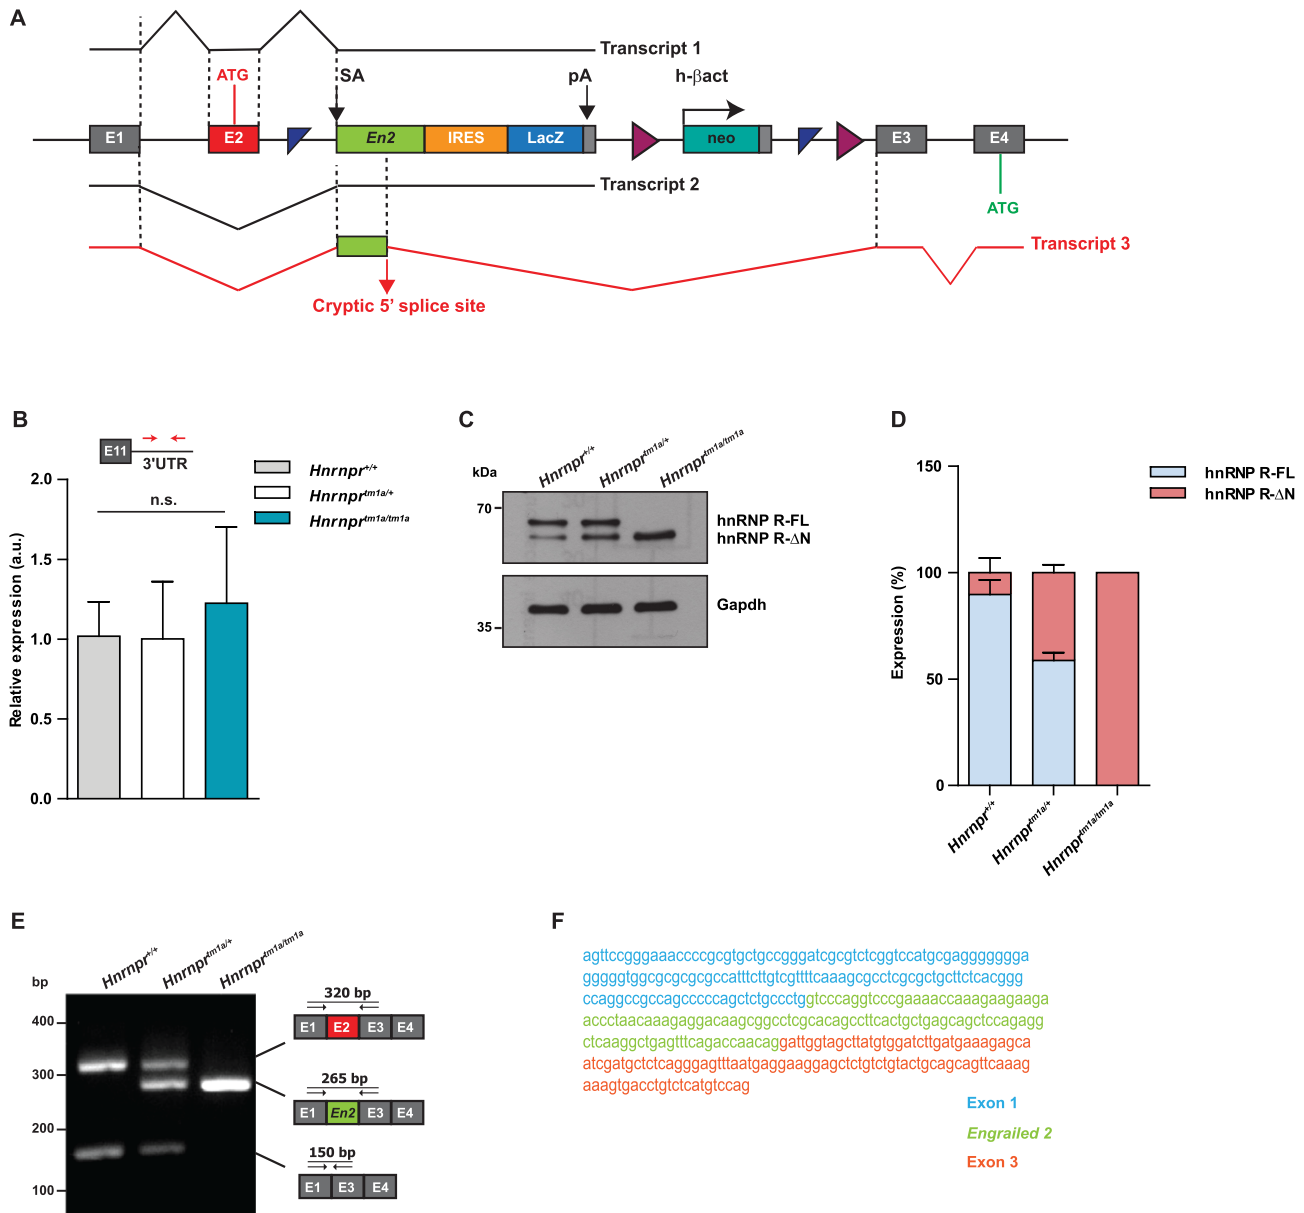 A
Transcript 1
ATG
SA
pA
h-βact
E1
E2
En2
IRES
LacZ
neo
E3
E4
Transcript 2
ATG
Transcript 3
Cryptic 5’ splice site
B
E11
3'UTR
Hnrnpr+/+
Hnrnprtm1a/+
Hnrnprtm1a/tm1a
n.s.
Relative expression (a.u.)
2.0
1.5
1.0
0.5
0.0
C
Hnrnpr+/+
Hnrnprtm1a/+
Hnrnprtm1a/tm1a
kDa
70
hnRNP R-FL
hnRNP R-ΔN
Gapdh
35
D
150
100
50
0
Expression (%)
hnRNP R-FL
hnRNP R-ΔN
Hnrnpr+/+
Hnrnprtm1a/+
Hnrnprtm1a/tm1a
E
Hnrnpr+/+
Hnrnprtm1a/+
Hnrnprtm1a/tm1a
bp
400
300
200
100
320 bp
E1 E2 E3 E4
265 bp
E1 En2 E3 E4
150 bp
E1 E3 E4
F
agttccgggaaaccccgcgtgctgccgggatcgcgtctcggtccatgcgaggggggga
gggggtggcgcgcgcgccatttcttgtcgttttcaaagcgcctcgcgctgcttctcacggg
ccaggccgccagcccccagctctgccctggtcccaggtcccgaaaaccaaagaagaaga
accctaacaaagaggacaagcggcctcgcacagccttcactgctgagcagctccagagg
ctcaaggctgagtttcagaccaacaggattggtagcttatgtggatcttgatgaaagagca
atcgatgctctcagggagtttaatgaggaaggagctctgtctgtactgcagcagttcaaag
aaagtgacctgtctcatgtccag
Exon 1
Engrailed 2
Exon 3